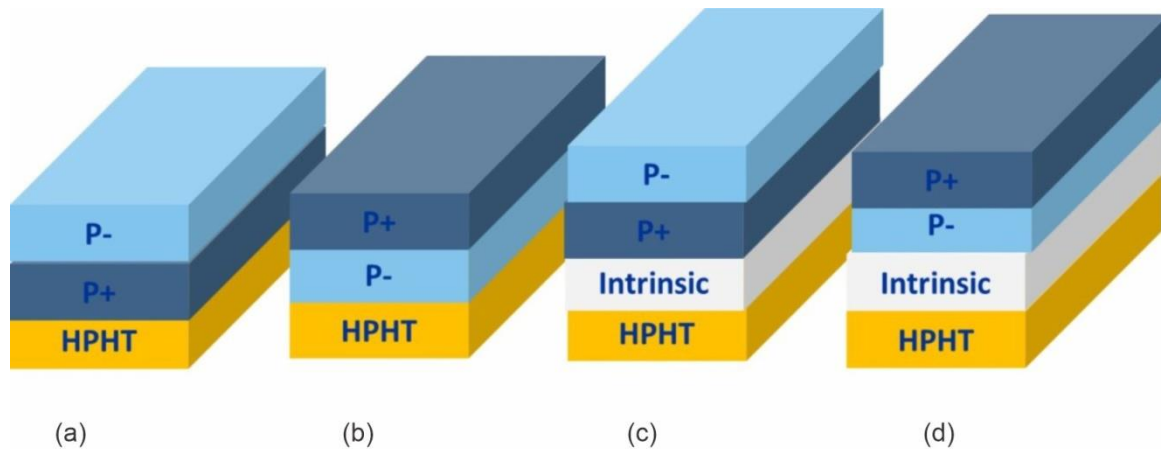 P-
P+
HPHT
P+
P-
HPHT
P-
P+
Intrinsic
HPHT
P+
P-
Intrinsic
HPHT
(a)
(b)
(c)
(d)